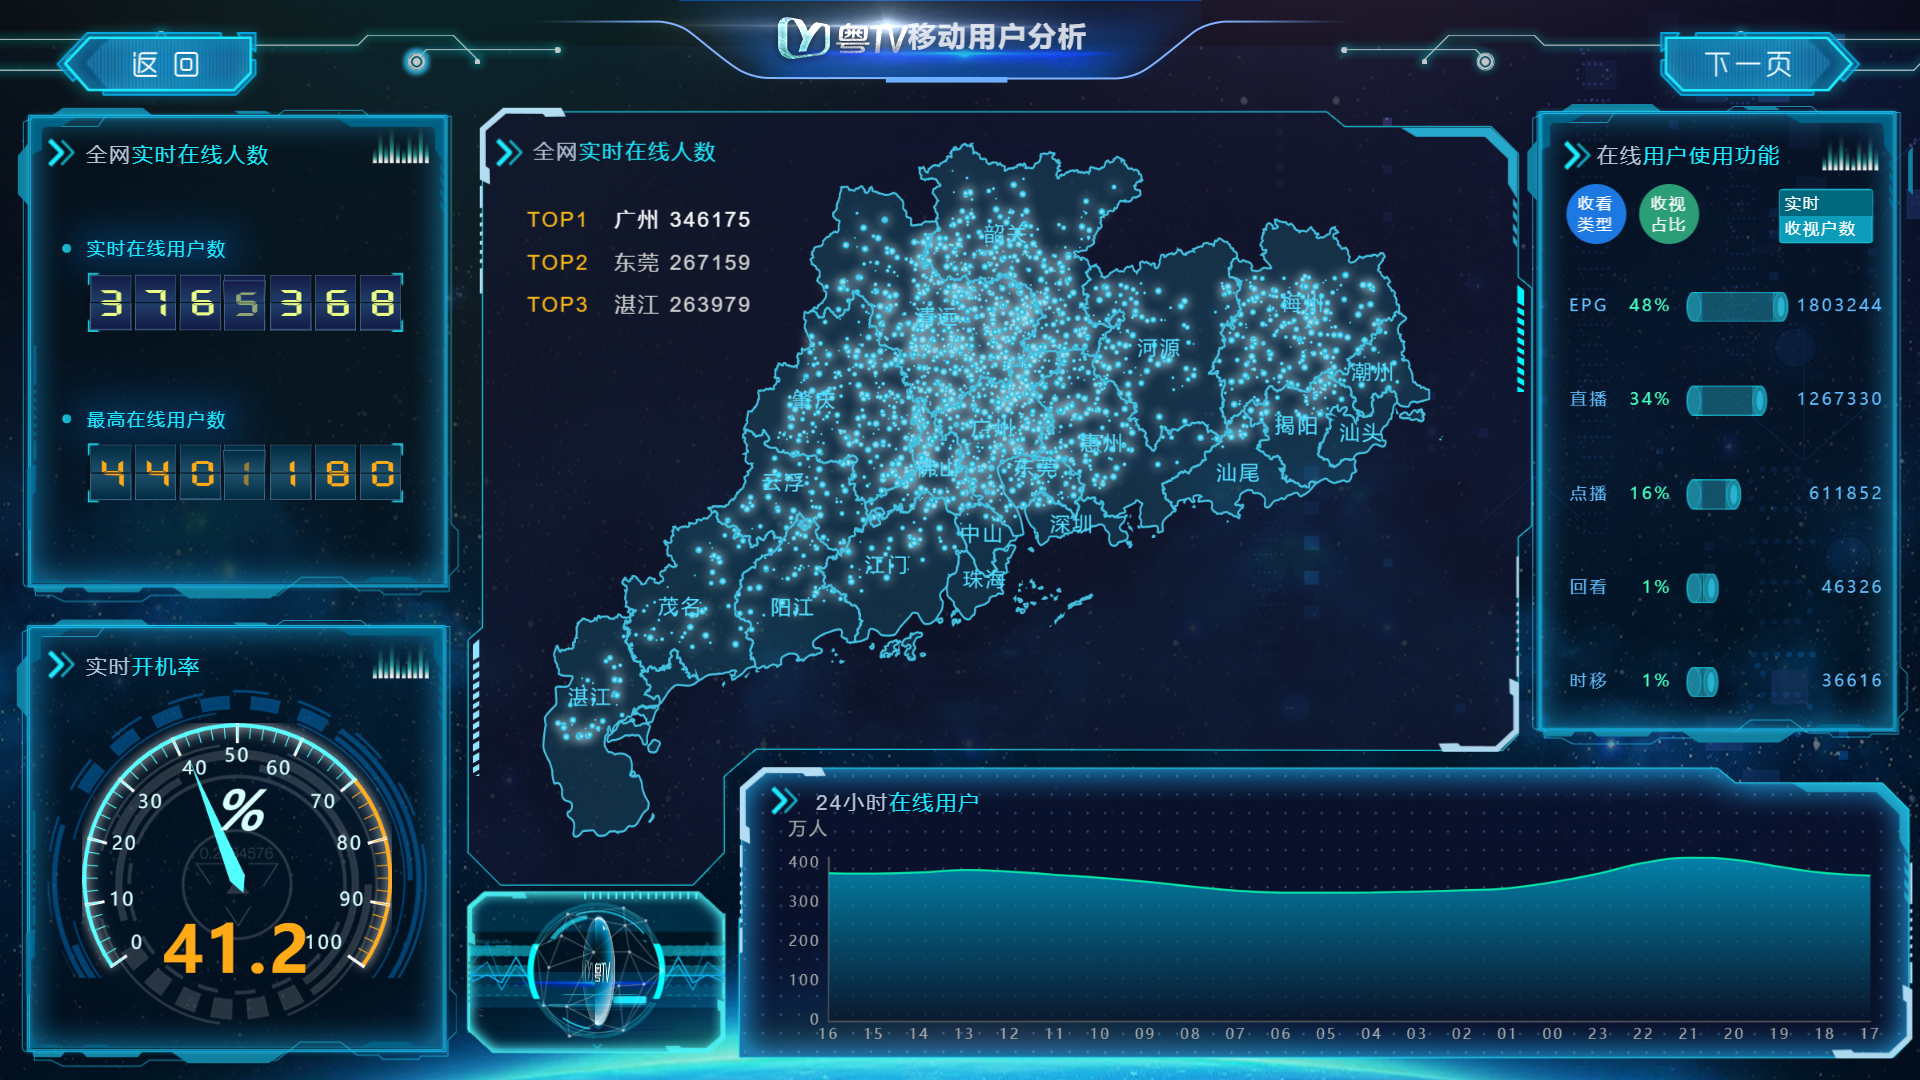 返 回
粤TV移动用户分析
下一页
全网实时在线人数
实时在线用户数
3765368
最高在线用户数
4401180
实时开机率
0
10
20
30
40
50
60
70
80
90
100
%
41.2
全网实时在线人数
TOP1 广州 346175
TOP2 东莞 267159
TOP3 湛江 263979
韶关
清远
梅州
河源
潮州
肇庆
广州
惠州
揭阳
汕头
佛山
东莞
汕尾
云浮
深圳
中山
江门
珠海
茂名
阳江
湛江
粤TV
在线用户使用功能
收看类型
收视占比
实时
收视户数
EPG 48% 1803244
直播 34% 1267330
点播 16% 611852
回看 1% 46326
时移 1% 36616
24小时在线用户
万人
400
300
200
100
0
16 15 14 13 12 11 10 09 08 07 06 05 04 03 02 01 00 23 22 21 20 19 18 17